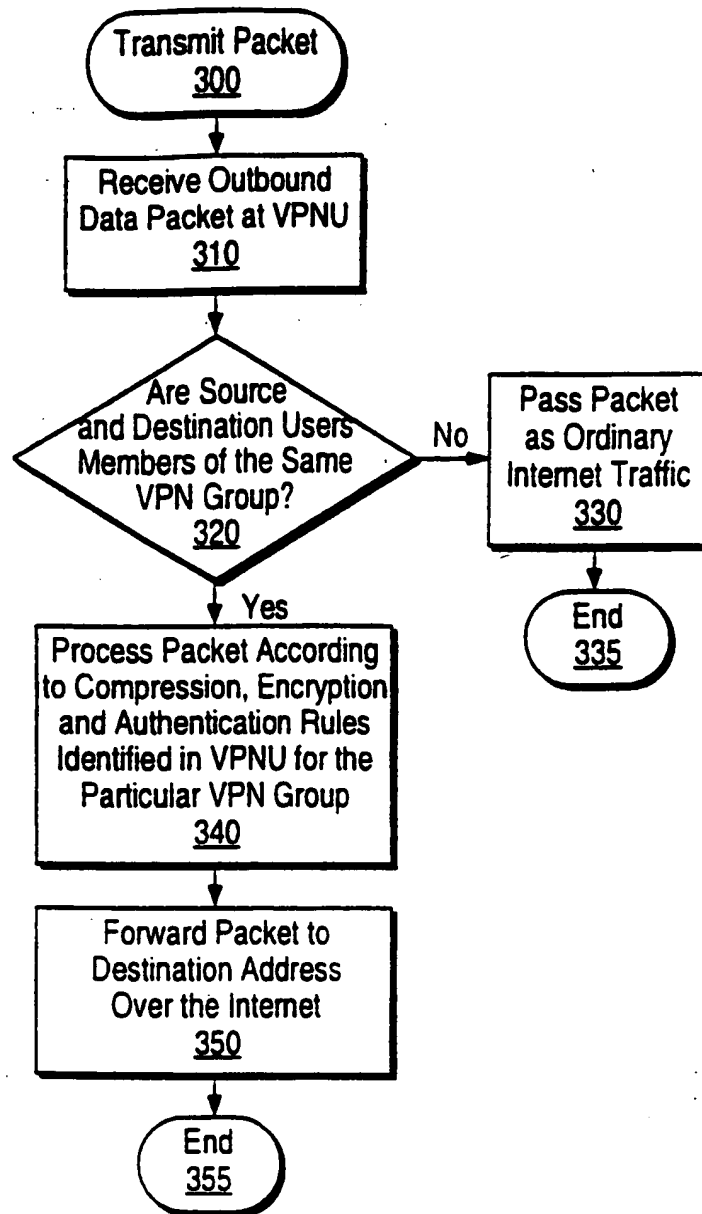 Transmit Packet
300
Receive Outbound
Data Packet at VPNU
310
Are Source
and Destination Users
Members of the Same
VPN Group?
320
No
Pass Packet
as Ordinary
Internet Traffic
330
End
335
Yes
Process Packet According
to Compression, Encryption
and Authentication Rules
Identified in VPNU for the
Particular VPN Group
340
Forward Packet to
Destination Address
Over the Internet
350
End
355